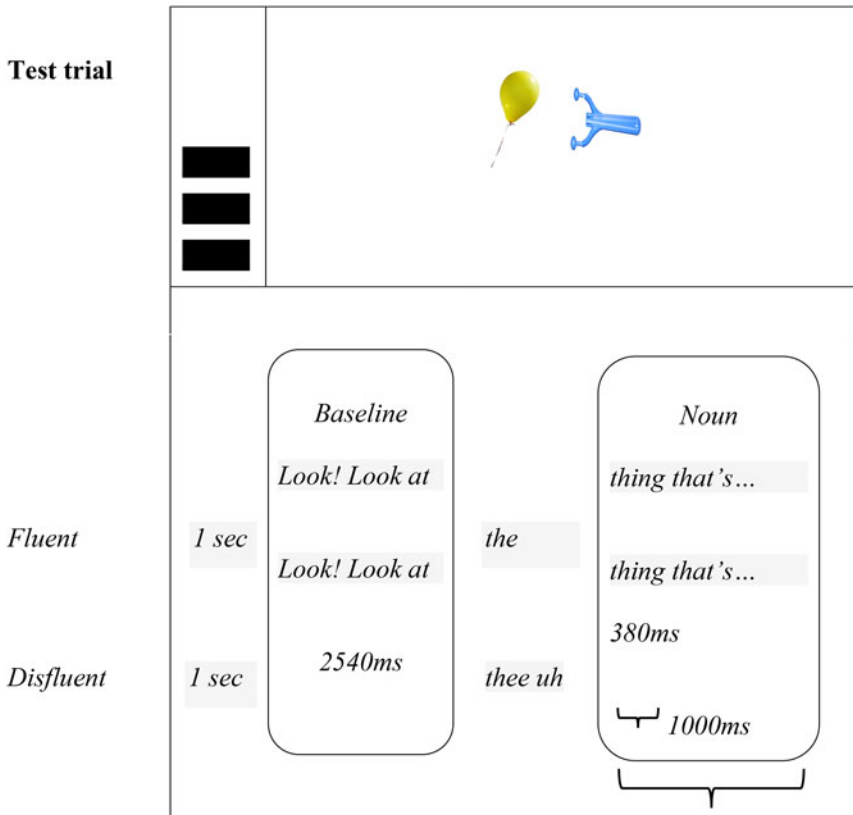 Test trial
Baseline
Noun
Look! Look at
thing that's...
Fluent
1 sec
the
Look! Look at
thing that's...
380ms
2540ms
Disfluent
1 sec
thee uh
1000ms